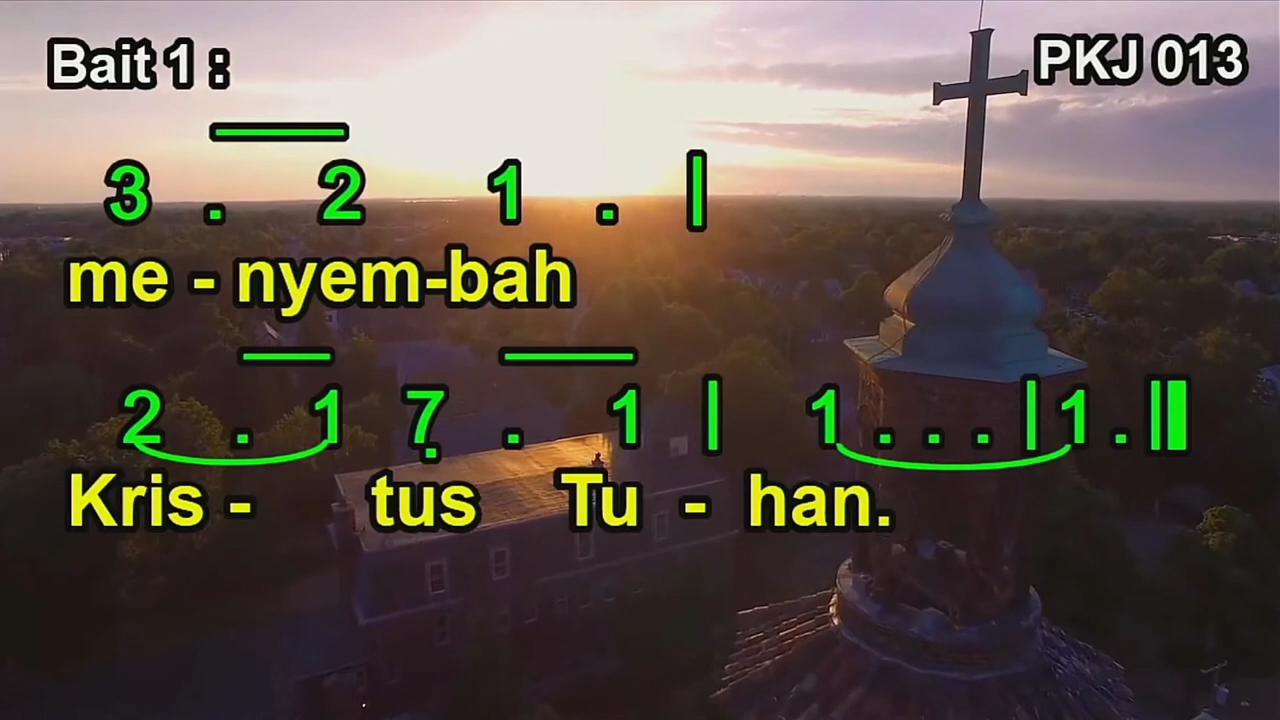 Bait 1 :
PKJ 013
3 . 2 1 . |
me - nyem-bah
2 . 1 7̣ . 1 | 1 . . . | 1 . ||
Kris - tus Tu - han.